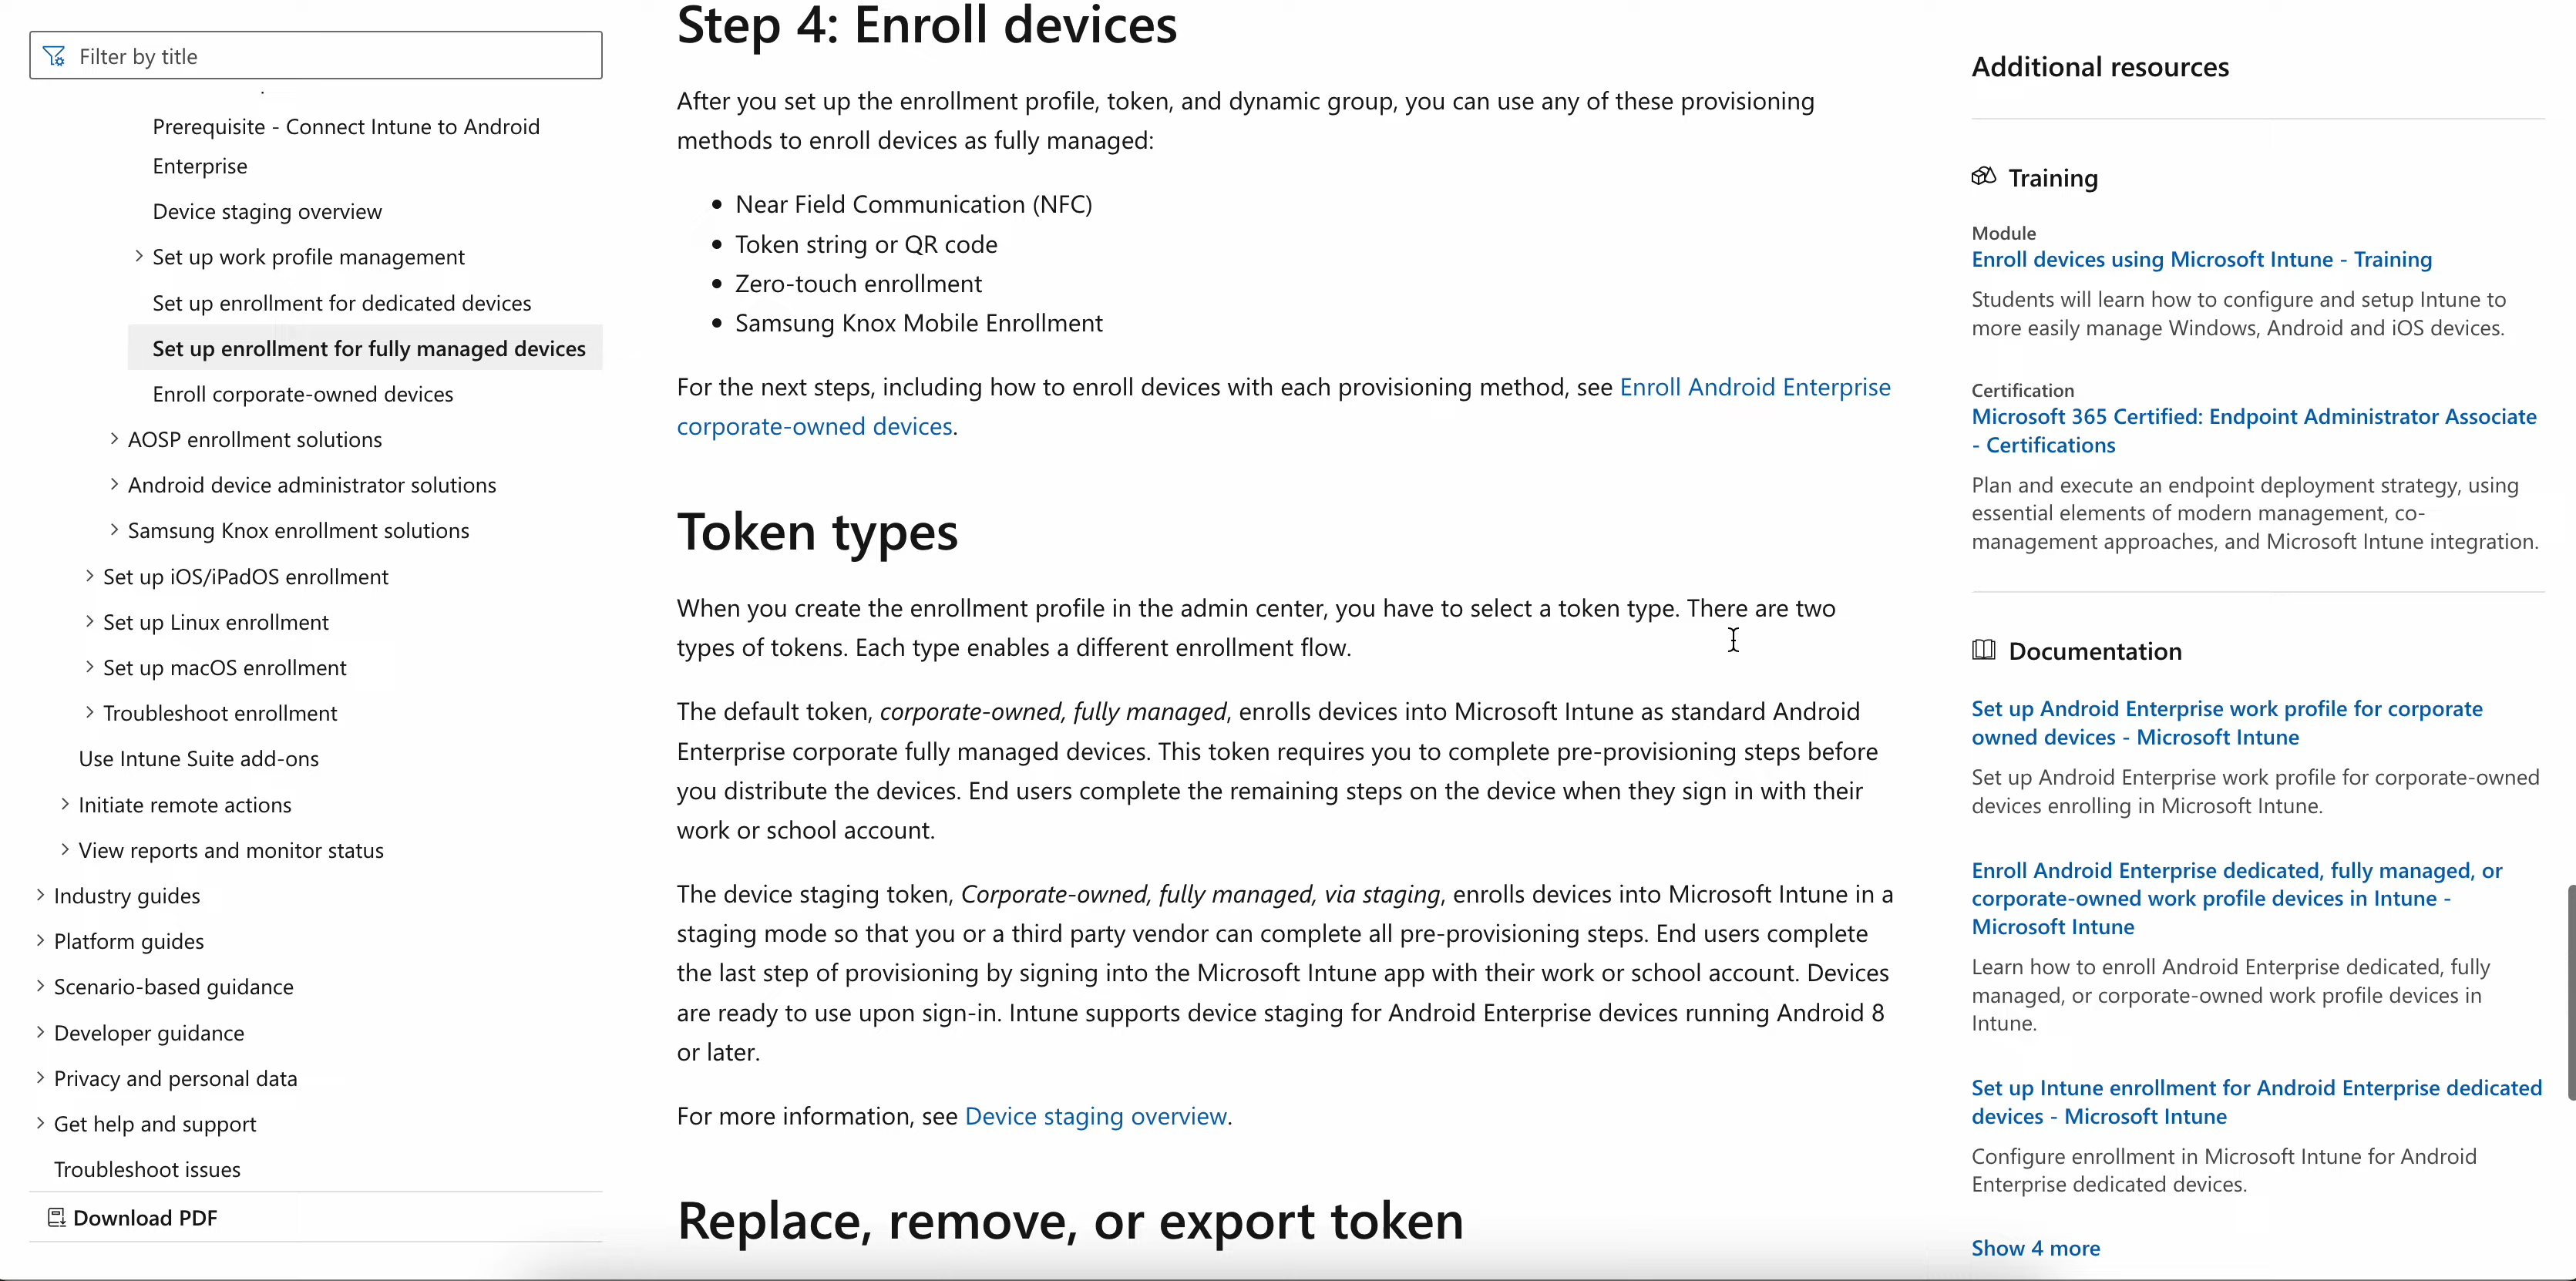 Filter by title
Prerequisite - Connect Intune to Android
Enterprise
Device staging overview
Set up work profile management
Set up enrollment for dedicated devices
Set up enrollment for fully managed devices
Enroll corporate-owned devices
AOSP enrollment solutions
Android device administrator solutions
Samsung Knox enrollment solutions
Set up iOS/iPadOS enrollment
Set up Linux enrollment
Set up macOS enrollment
Troubleshoot enrollment
Use Intune Suite add-ons
Initiate remote actions
View reports and monitor status
Industry guides
Platform guides
Scenario-based guidance
Developer guidance
Privacy and personal data
Get help and support
Troubleshoot issues
Download PDF
Step 4: Enroll devices
After you set up the enrollment profile, token, and dynamic group, you can use any of these provisioning
methods to enroll devices as fully managed:
• Near Field Communication (NFC)
• Token string or QR code
• Zero-touch enrollment
• Samsung Knox Mobile Enrollment
For the next steps, including how to enroll devices with each provisioning method, see Enroll Android Enterprise
corporate-owned devices.
Token types
When you create the enrollment profile in the admin center, you have to select a token type. There are two
types of tokens. Each type enables a different enrollment flow.
The default token, corporate-owned, fully managed, enrolls devices into Microsoft Intune as standard Android
Enterprise corporate fully managed devices. This token requires you to complete pre-provisioning steps before
you distribute the devices. End users complete the remaining steps on the device when they sign in with their
work or school account.
The device staging token, Corporate-owned, fully managed, via staging, enrolls devices into Microsoft Intune in a
staging mode so that you or a third party vendor can complete all pre-provisioning steps. End users complete
the last step of provisioning by signing into the Microsoft Intune app with their work or school account. Devices
are ready to use upon sign-in. Intune supports device staging for Android Enterprise devices running Android 8
or later.
For more information, see Device staging overview.
Replace, remove, or export token
Additional resources
Training
Module
Enroll devices using Microsoft Intune - Training
Students will learn how to configure and setup Intune to
more easily manage Windows, Android and iOS devices.
Certification
Microsoft 365 Certified: Endpoint Administrator Associate
- Certifications
Plan and execute an endpoint deployment strategy, using
essential elements of modern management, co-
management approaches, and Microsoft Intune integration.
Documentation
Set up Android Enterprise work profile for corporate
owned devices - Microsoft Intune
Set up Android Enterprise work profile for corporate-owned
devices enrolling in Microsoft Intune.
Enroll Android Enterprise dedicated, fully managed, or
corporate-owned work profile devices in Intune -
Microsoft Intune
Learn how to enroll Android Enterprise dedicated, fully
managed, or corporate-owned work profile devices in
Intune.
Set up Intune enrollment for Android Enterprise dedicated
devices - Microsoft Intune
Configure enrollment in Microsoft Intune for Android
Enterprise dedicated devices.
Show 4 more